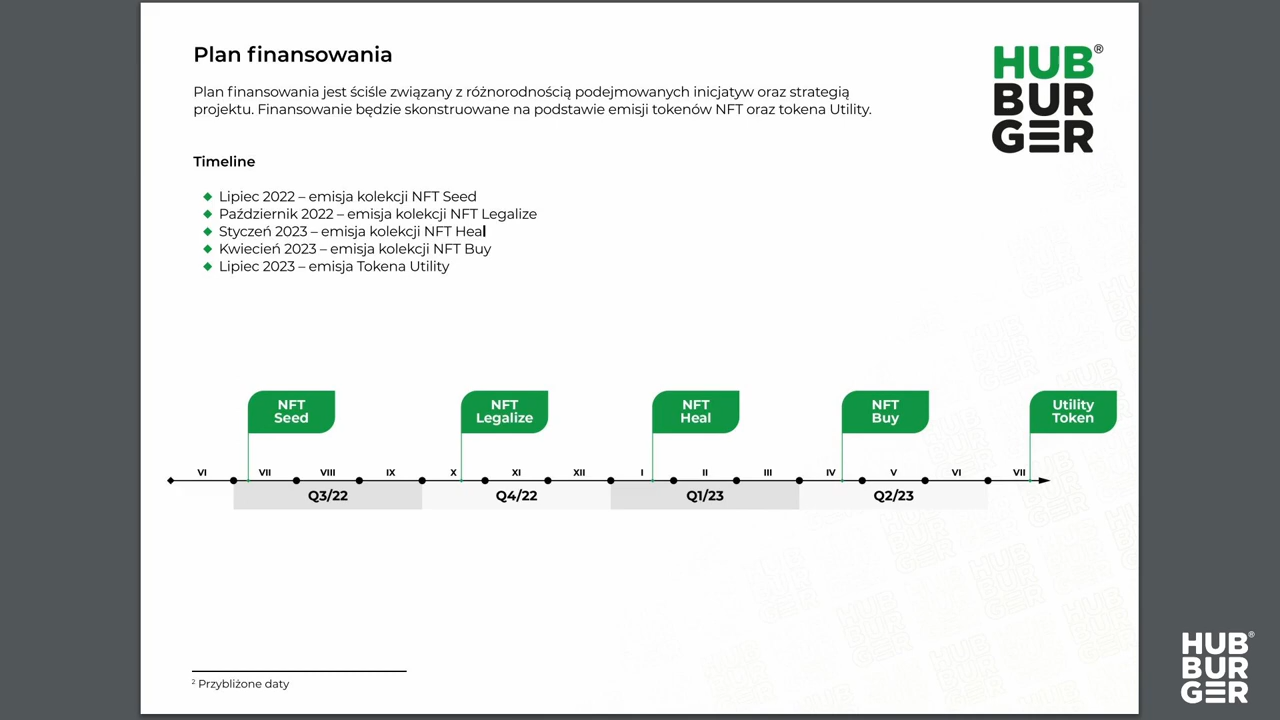 Plan finansowania
HUB®
BUR
GER
Plan finansowania jest ściśle związany z różnorodnością podejmowanych inicjatyw oraz strategią
projektu. Finansowanie będzie skonstruowane na podstawie emisji tokenów NFT oraz tokena Utility.
Timeline
Lipiec 2022 – emisja kolekcji NFT Seed
Październik 2022 – emisja kolekcji NFT Legalize
Styczeń 2023 – emisja kolekcji NFT Heal
Kwiecień 2023 – emisja kolekcji NFT Buy
Lipiec 2023 – emisja Tokena Utility
NFT
Seed
NFT
Legalize
NFT
Heal
NFT
Buy
Utility
Token
VI VII VIII IX X XI XII I II III IV V VI VII
Q3/22 Q4/22 Q1/23 Q2/23
² Przybliżone daty
HUB®
BUR
GER